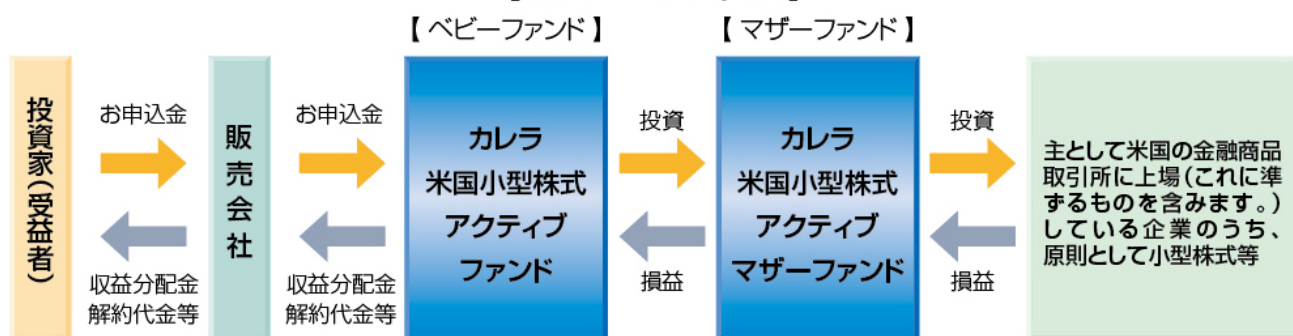 【 ベビーファンド 】
【 マザーファンド 】
投資家(受益者)
お申込金
収益分配金
解約代金等
販売会社
お申込金
収益分配金
解約代金等
カレラ
米国小型株式
アクティブ
ファンド
投資
損益
カレラ
米国小型株式
アクティブ
マザーファンド
投資
損益
主として米国の金融商品
取引所に上場(これに準
ずるものを含みます。)
している企業のうち、
原則として小型株式等